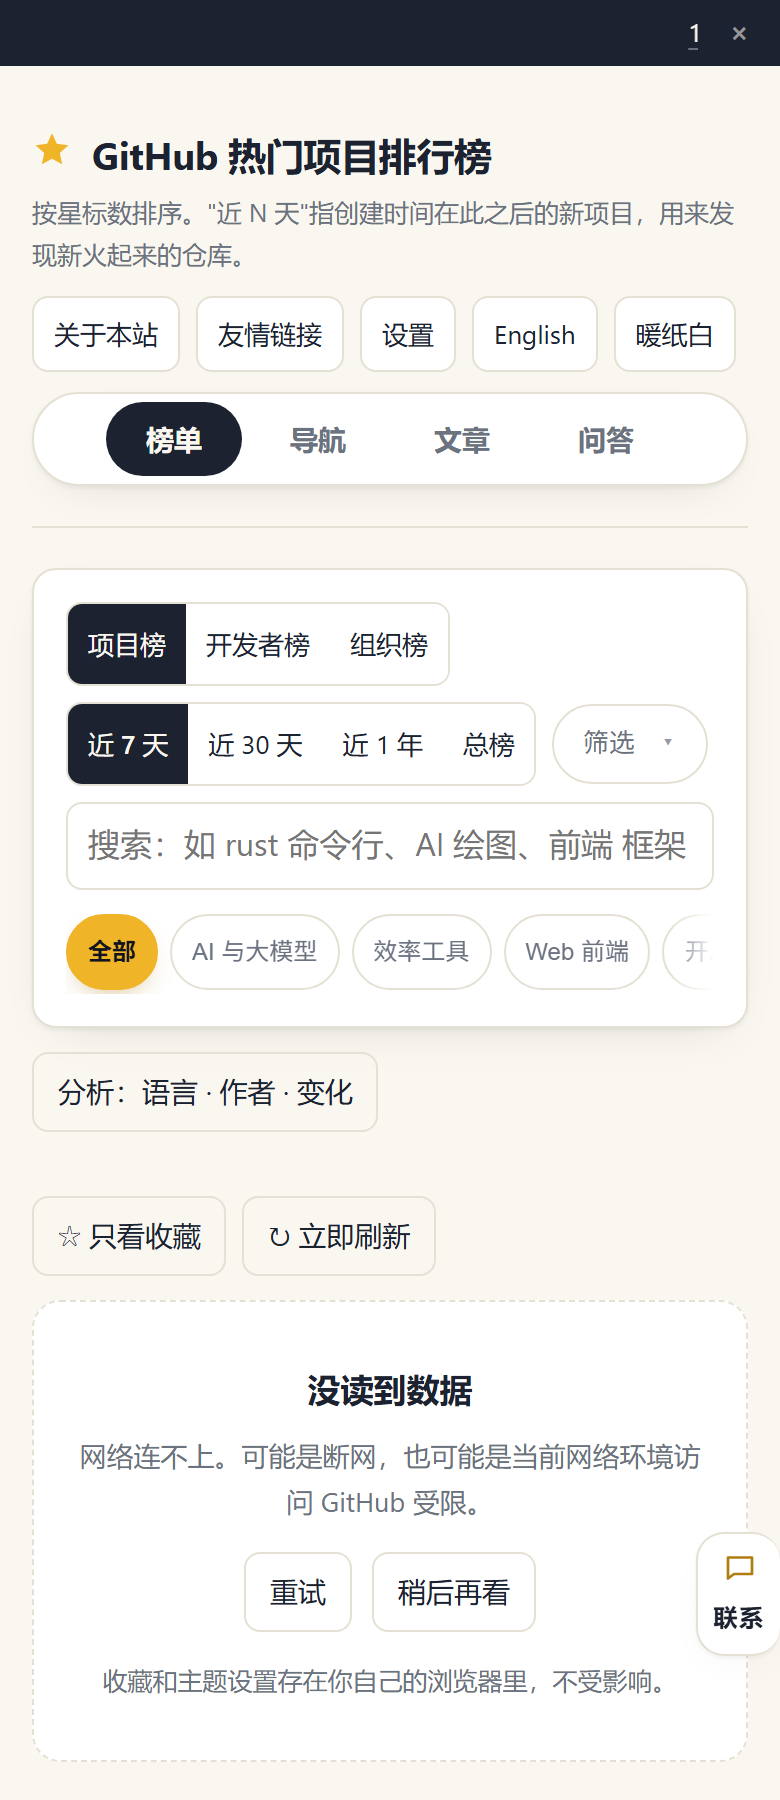 1 ×
GitHub 热门项目排行榜
按星标数排序。"近 N 天"指创建时间在此之后的新项目，用来发
现新火起来的仓库。
关于本站 友情链接 设置 English 暖纸白
榜单 导航 文章 问答
项目榜 开发者榜 组织榜
近 7 天 近 30 天 近 1 年 总榜 筛选 ▾
搜索：如 rust 命令行、AI 绘图、前端 框架
全部 AI 与大模型 效率工具 Web 前端 开
分析：语言 · 作者 · 变化
☆ 只看收藏 ↻ 立即刷新
没读到数据
网络连不上。可能是断网，也可能是当前网络环境访
问 GitHub 受限。
重试 稍后再看
联系
收藏和主题设置存在你自己的浏览器里，不受影响。